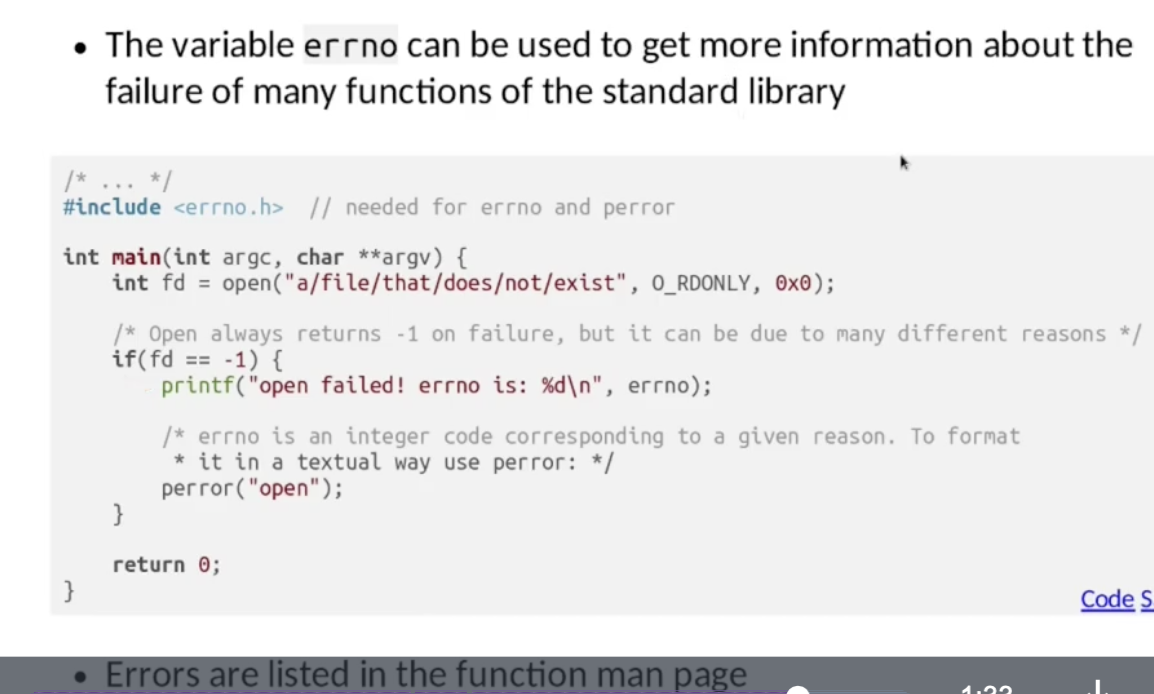 • The variable errno can be used to get more information about the
failure of many functions of the standard library
/* ... */
#include <errno.h>  // needed for errno and perror
int main(int argc, char **argv) {
    int fd = open("a/file/that/does/not/exist", O_RDONLY, 0x0);
    /* Open always returns -1 on failure, but it can be due to many different reasons */
    if(fd == -1) {
        printf("open failed! errno is: %d\n", errno);
        /* errno is an integer code corresponding to a given reason. To format
         * it in a textual way use perror: */
        perror("open");
    }
    return 0;
}
Code S
• Errors are listed in the function man page
1:33